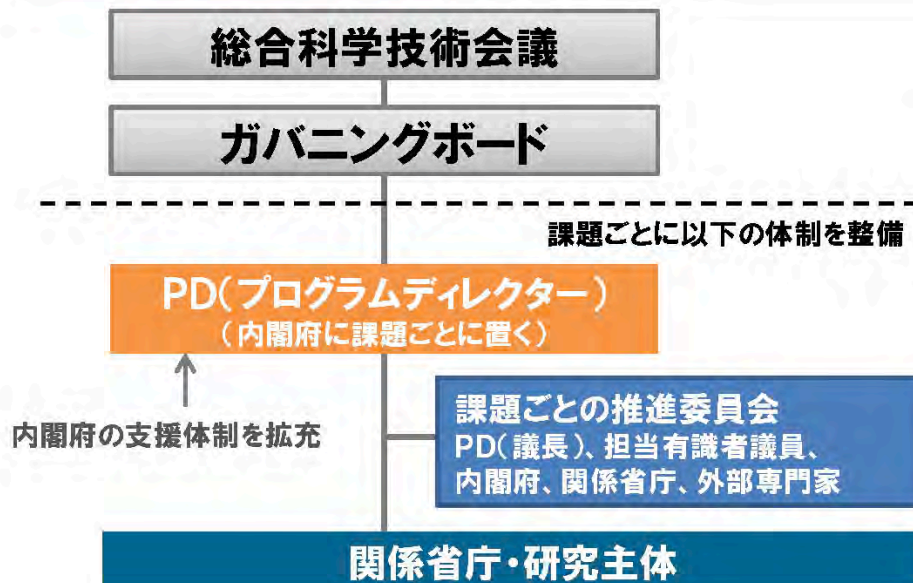 総合科学技術会議
ガバニングボード
課題ごとに以下の体制を整備
PD(プログラムディレクター)
(内閣府に課題ごとに置く)
内閣府の支援体制を拡充
課題ごとの推進委員会
PD(議長)、担当有識者議員、
内閣府、関係省庁、外部専門家
関係省庁・研究主体